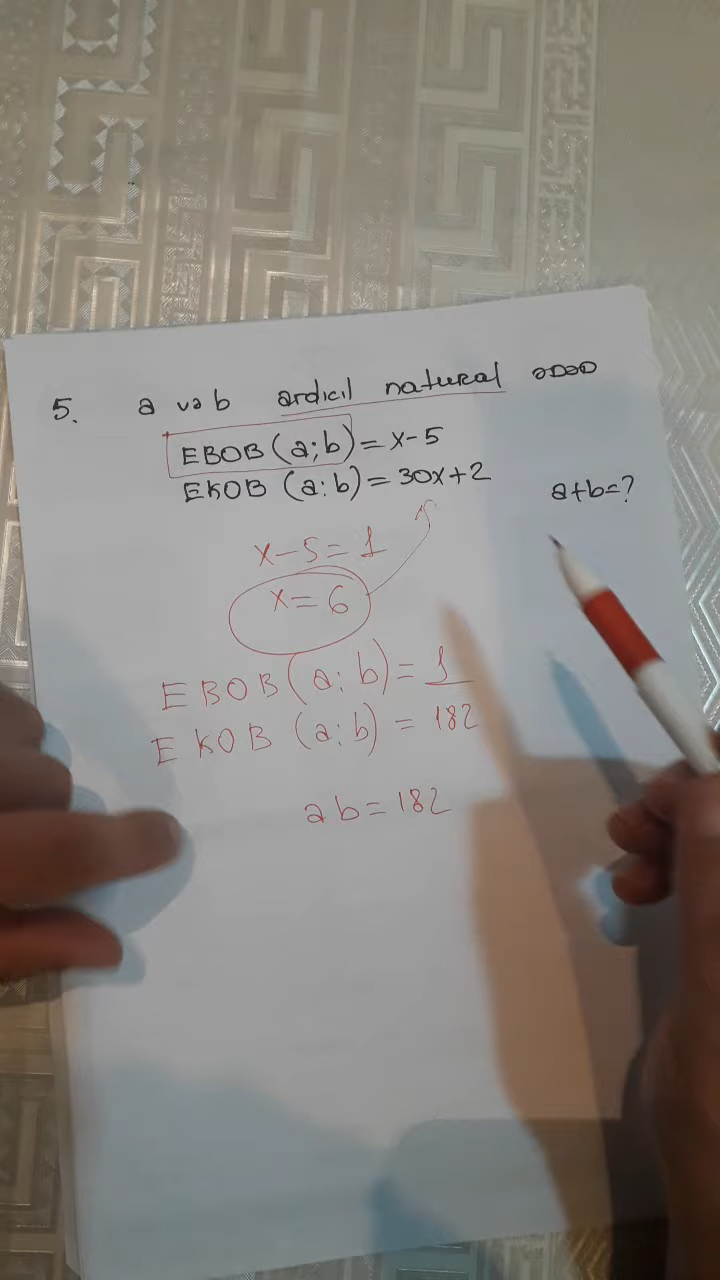 5. a və b ardıcıl natural ədəd
EBOB (a;b) = x-5
EKOB (a:b) = 30x+2
a+b=?
x-5=1
x=6
EBOB (a:b) = 1
EKOB (a:b) = 182
ab=182